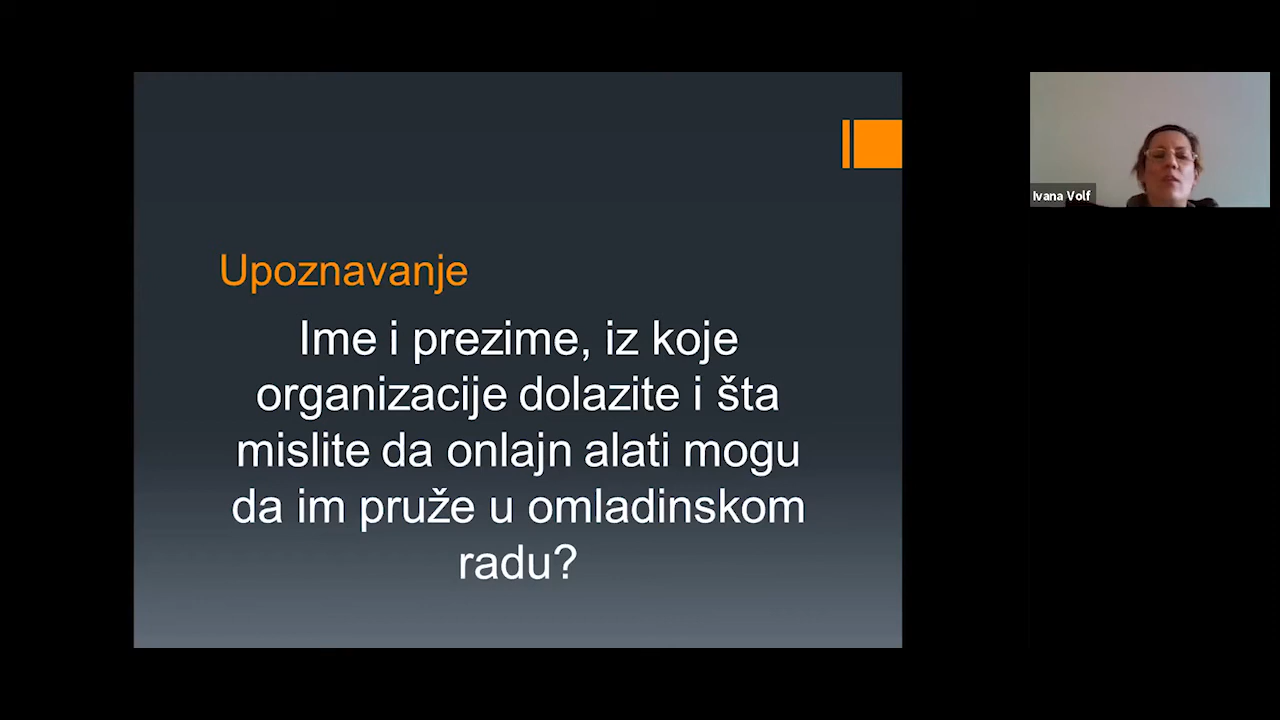 Upoznavanje
Ime i prezime, iz koje
organizacije dolazite i šta
mislite da onlajn alati mogu
da im pruže u omladinskom
radu?
Ivana Volf